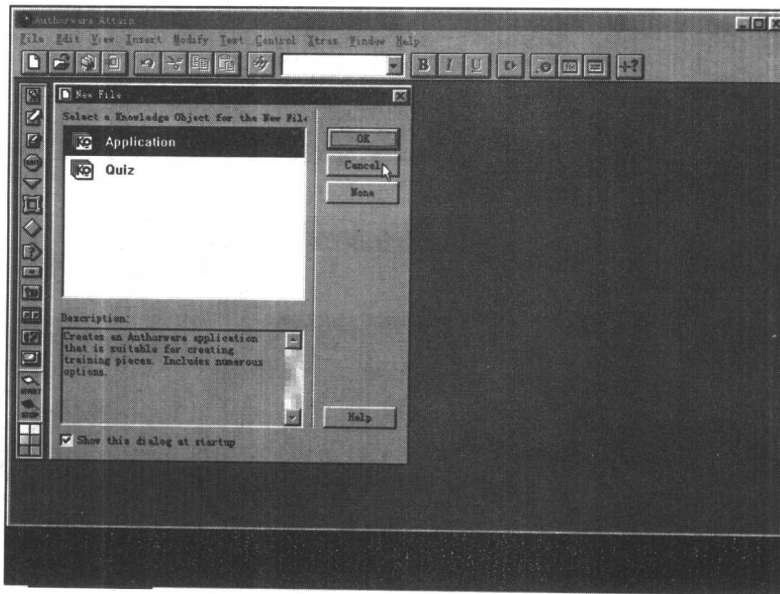 Authorware Attain
File Edit View Insert Modify Text Control Xtras Window Help
B I U
New File
Select a Knowledge Object for the New File
KO Application
KO Quiz
OK
Cancel
None
Description:
Creates an Authorware application
that is suitable for creating
training pieces. Includes numerous
options.
Help
Show this dialog at startup
START
STOP